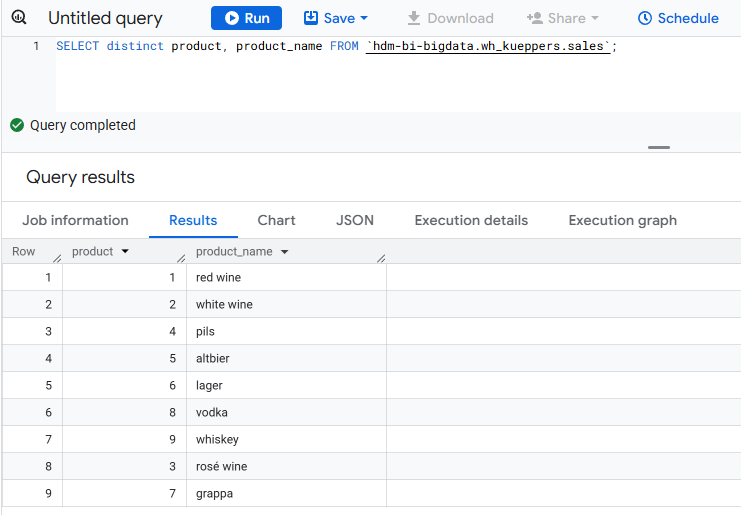 Untitled query Run Save Download Share Schedule
1 SELECT distinct product, product_name FROM `hdm-bi-bigdata.wh_kueppers.sales`;
Query completed
Query results
Job information Results Chart JSON Execution details Execution graph
Row product product_name
1 1 red wine
2 2 white wine
3 4 pils
4 5 altbier
5 6 lager
6 8 vodka
7 9 whiskey
8 3 rosé wine
9 7 grappa